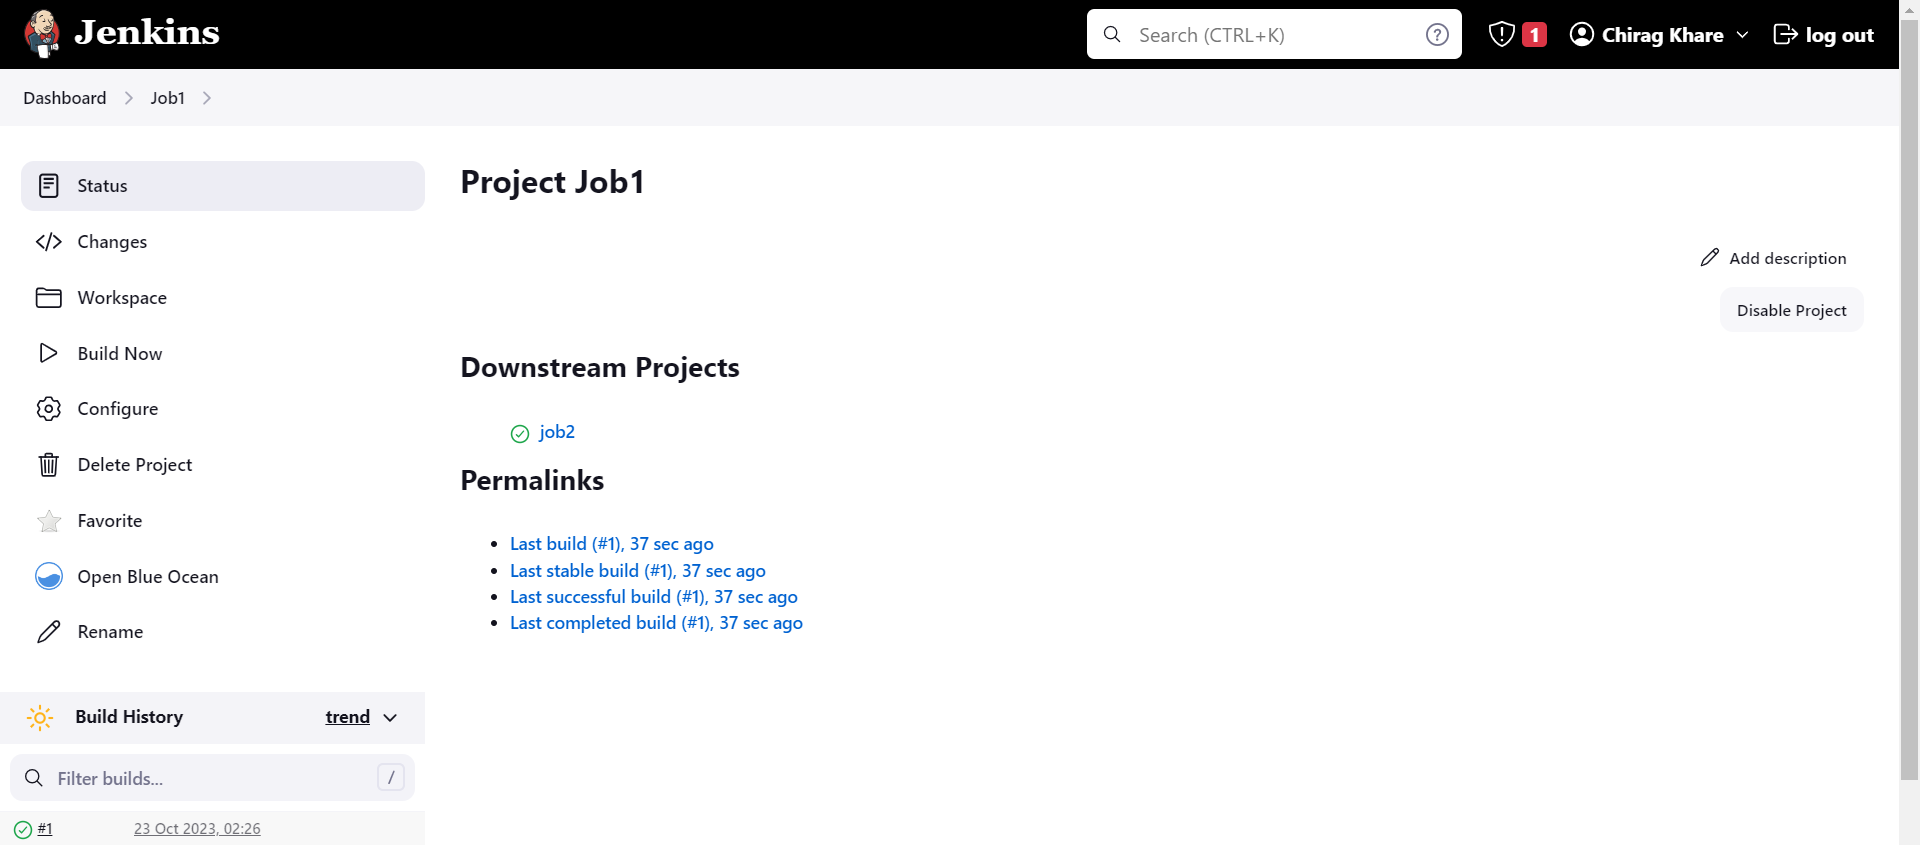 Jenkins
Search (CTRL+K)
?
1
Chirag Khare
log out
Dashboard
Job1
Status
Changes
Workspace
Build Now
Configure
Delete Project
Favorite
Open Blue Ocean
Rename
Build History
trend
Filter builds...
/
#1
23 Oct 2023, 02:26
Project Job1
Add description
Disable Project
Downstream Projects
job2
Permalinks
Last build (#1), 37 sec ago
Last stable build (#1), 37 sec ago
Last successful build (#1), 37 sec ago
Last completed build (#1), 37 sec ago